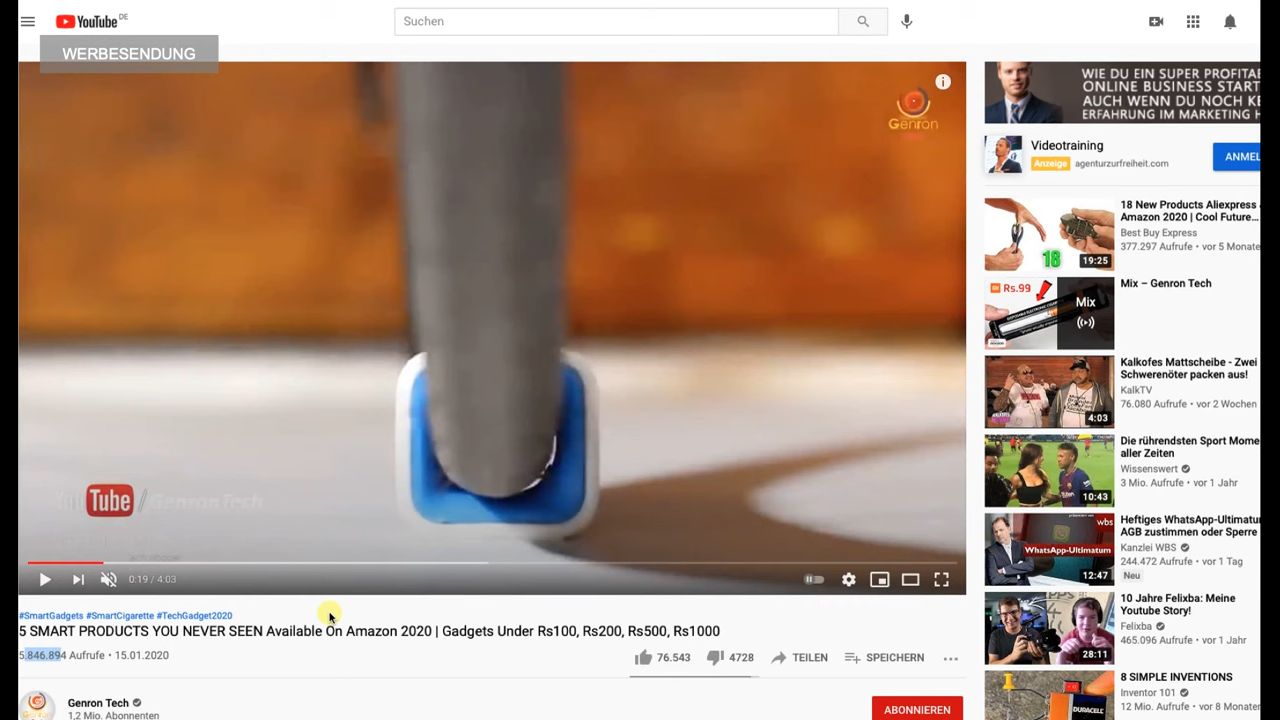 YouTube DE
Suchen
WERBESENDUNG
Genron
YouTube/GenronTech
0:19 / 4:03
#SmartGadgets #SmartCigarette #TechGadget2020
5 SMART PRODUCTS YOU NEVER SEEN Available On Amazon 2020 | Gadgets Under Rs100, Rs200, Rs500, Rs1000
5.846.894 Aufrufe • 15.01.2020
76.543
4728
TEILEN
SPEICHERN
Genron Tech
1,2 Mio. Abonnenten
ABONNIEREN
WIE DU EIN SUPER PROFITAB
ONLINE BUSINESS START
AUCH WENN DU NOCH KE
ERFAHRUNG IM MARKETING H
Videotraining
Anzeige agenturzurfreiheit.com
ANMEL
18 New Products Aliexpress &
Amazon 2020 | Cool Future...
Best Buy Express
377.297 Aufrufe • vor 5 Monate
18
19:25
Mix – Genron Tech
Rs.99
Mix
Kalkofes Mattscheibe - Zwei
Schwerenöter packen aus!
KalkTV
76.080 Aufrufe • vor 2 Wochen
4:03
Die rührendsten Sport Mome
aller Zeiten
Wissenswert
3 Mio. Aufrufe • vor 1 Jahr
10:43
Heftiges WhatsApp-Ultimatu
AGB zustimmen oder Sperre
Kanzlei WBS
244.472 Aufrufe • vor 1 Tag
Neu
wbs
WhatsApp-Ultimatum
12:47
10 Jahre Felixba: Meine
Youtube Story!
Felixba
465.096 Aufrufe • vor 1 Jahr
28:11
8 SIMPLE INVENTIONS
Inventor 101
12 Mio. Aufrufe • vor 8 Monate
DURACELL